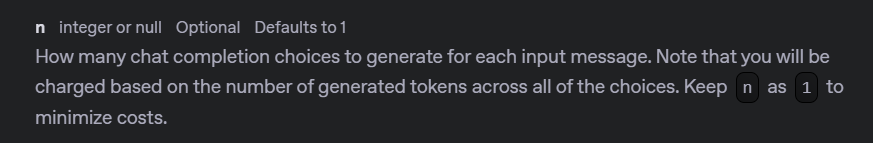 n integer or null Optional Defaults to 1
How many chat completion choices to generate for each input message. Note that you will be
charged based on the number of generated tokens across all of the choices. Keep n as 1 to
minimize costs.